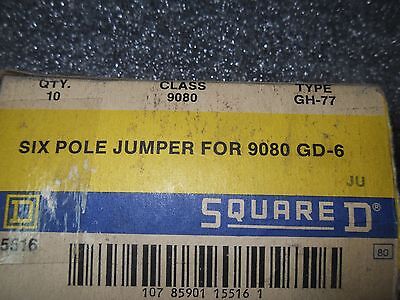 QTY. CLASS TYPE
10 9080 GH-77
SIX POLE JUMPER FOR 9080 GD-6
JU
D SQUARE D®
5516 80
107 85901 15516 1